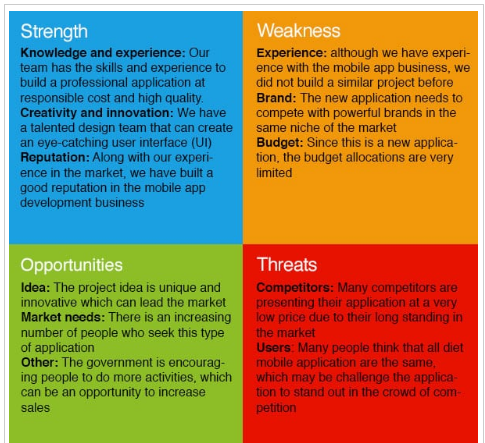 Strength
Knowledge and experience: Our
team has the skills and experience to
build a professional application at
responsible cost and high quality.
Creativity and innovation: We have
a talented design team that can create
an eye-catching user interface (UI)
Reputation: Along with our experi-
ence in the market, we have built a
good reputation in the mobile app
development business
Weakness
Experience: although we have experi-
ence with the mobile app business, we
did not build a similar project before
Brand: The new application needs to
compete with powerful brands in the
same niche of the market
Budget: Since this is a new applica-
tion, the budget allocations are very
limited
Opportunities
Idea: The project idea is unique and
innovative which can lead the market
Market needs: There is an increasing
number of people who seek this type
of application
Other: The government is encourag-
ing people to do more activities, which
can be an opportunity to increase
sales
Threats
Competitors: Many competitors are
presenting their application at a very
low price due to their long standing in
the market
Users: Many people think that all diet
mobile application are the same,
which may be challenge the applica-
tion to stand out in the crowd of com-
petition